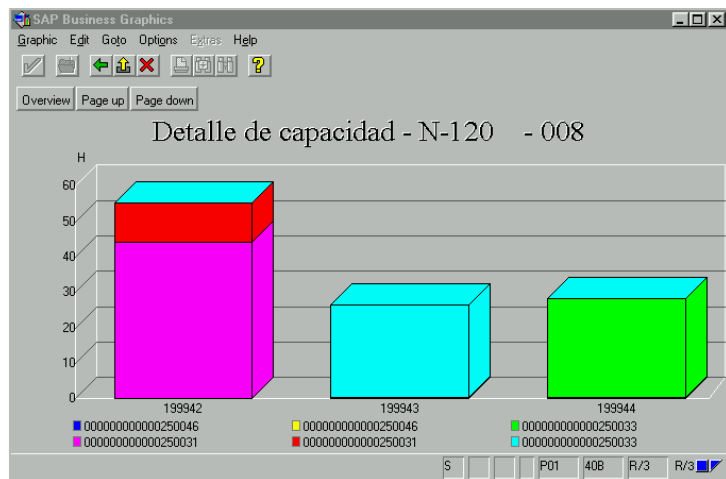 SAP Business Graphics
Graphic Edit Goto Options Extras Help
Overview Page up Page down
Detalle de capacidad - N-120 - 008
H
60
50
40
30
20
10
0
199942 199943 199944
000000000000250046 000000000000250046 000000000000250033
000000000000250031 000000000000250031 000000000000250033
S P01 40B R/3 R/3